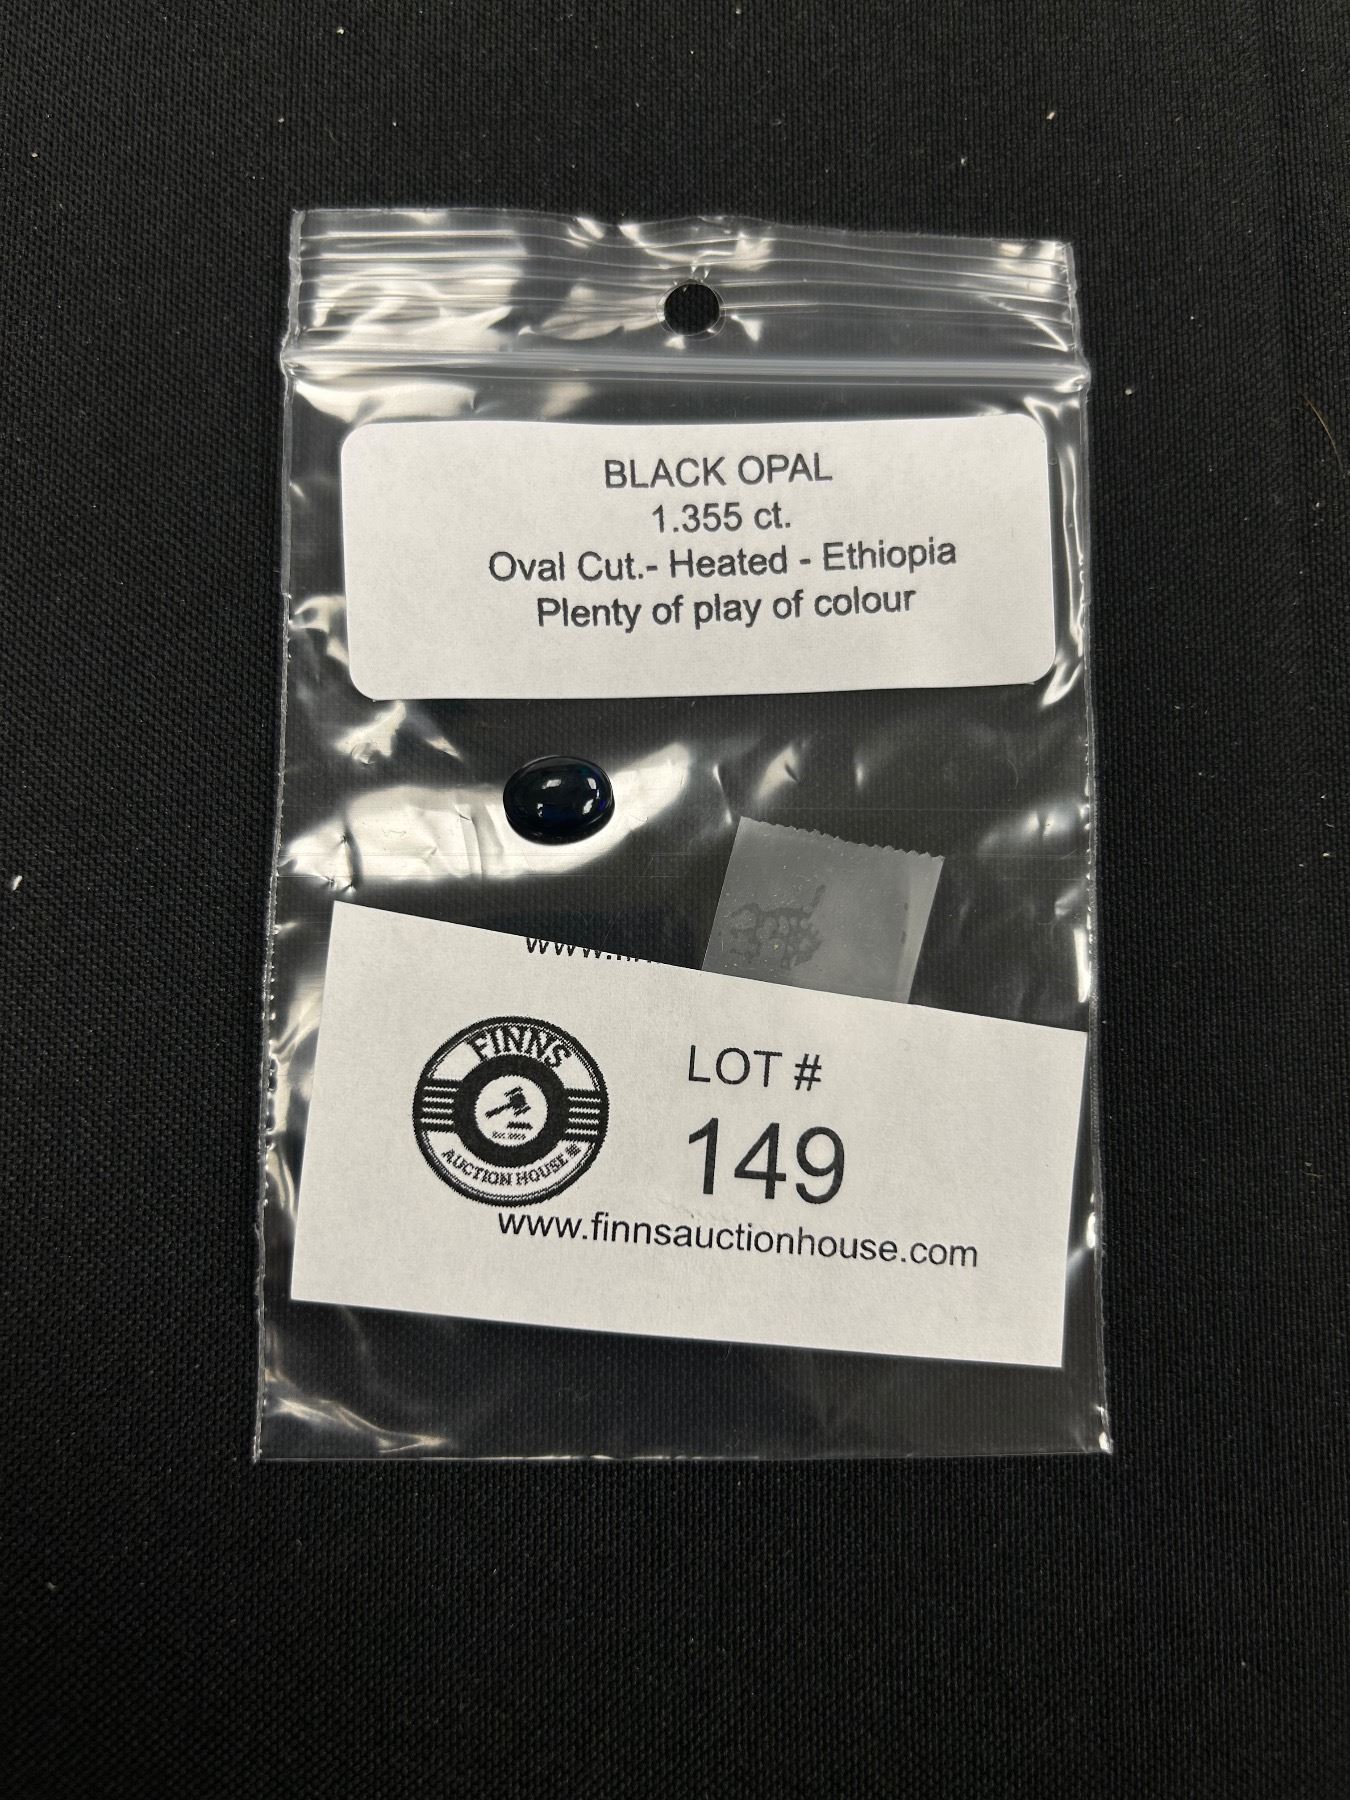 BLACK OPAL
1.355 ct.
Oval Cut.- Heated - Ethiopia
Plenty of play of colour
FINNS
AUCTION HOUSE
LOT #
149
www.finnsauctionhouse.com